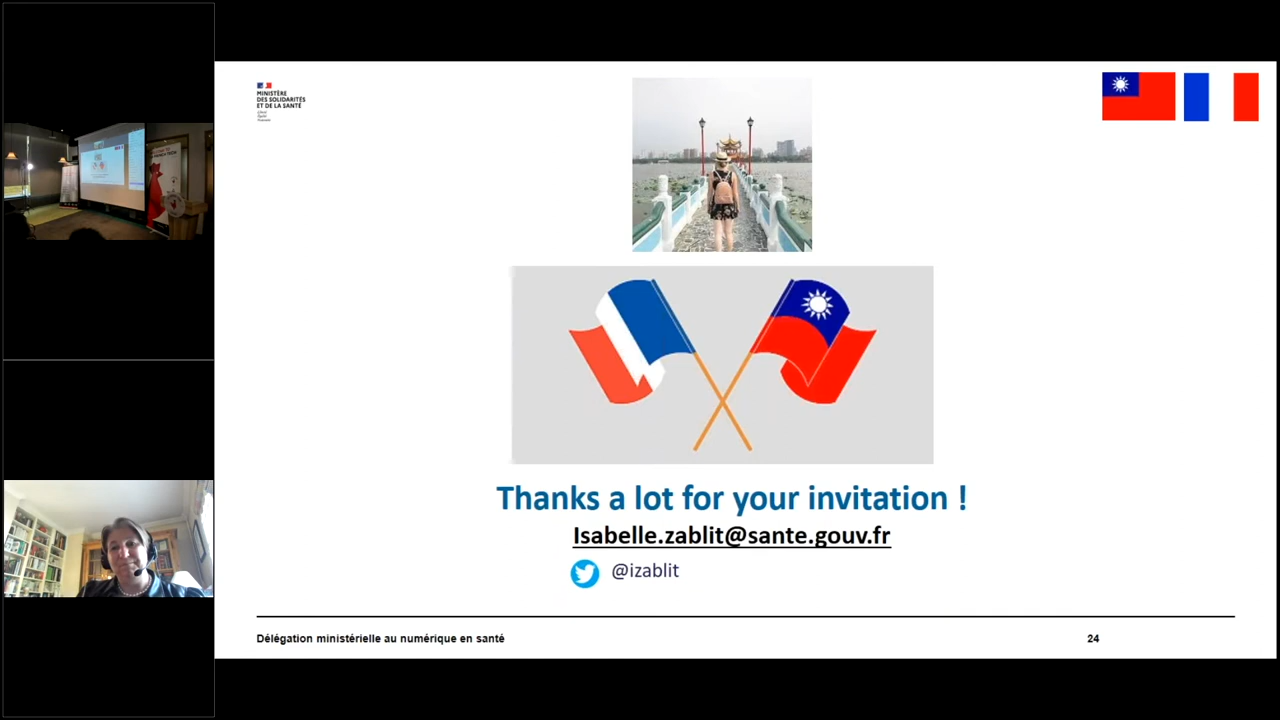 MINISTÈRE
DES SOLIDARITÉS
ET DE LA SANTÉ
Thanks a lot for your invitation !
Isabelle.zablit@sante.gouv.fr
@izablit
Délégation ministérielle au numérique en santé
24